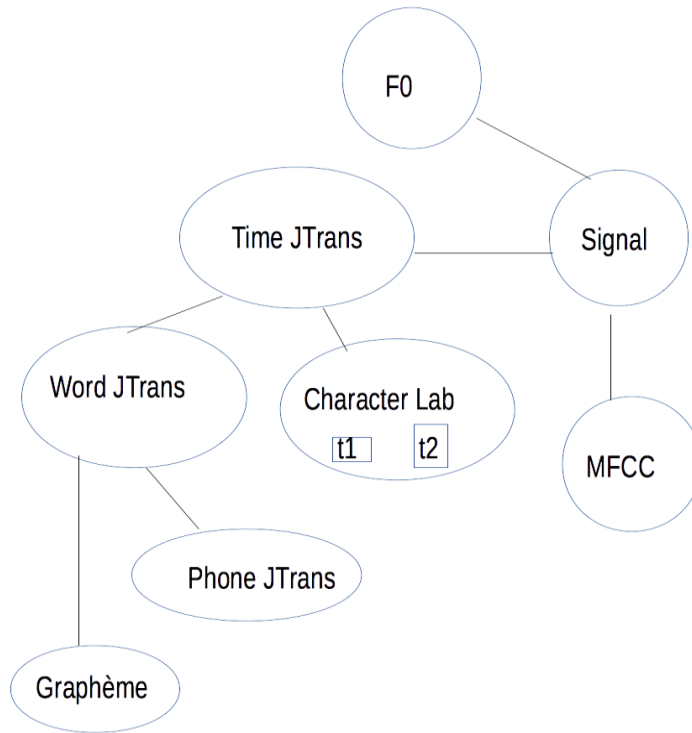 F0
Time JTrans
Signal
Word JTrans
Character Lab
t1
t2
MFCC
Phone JTrans
Graphème